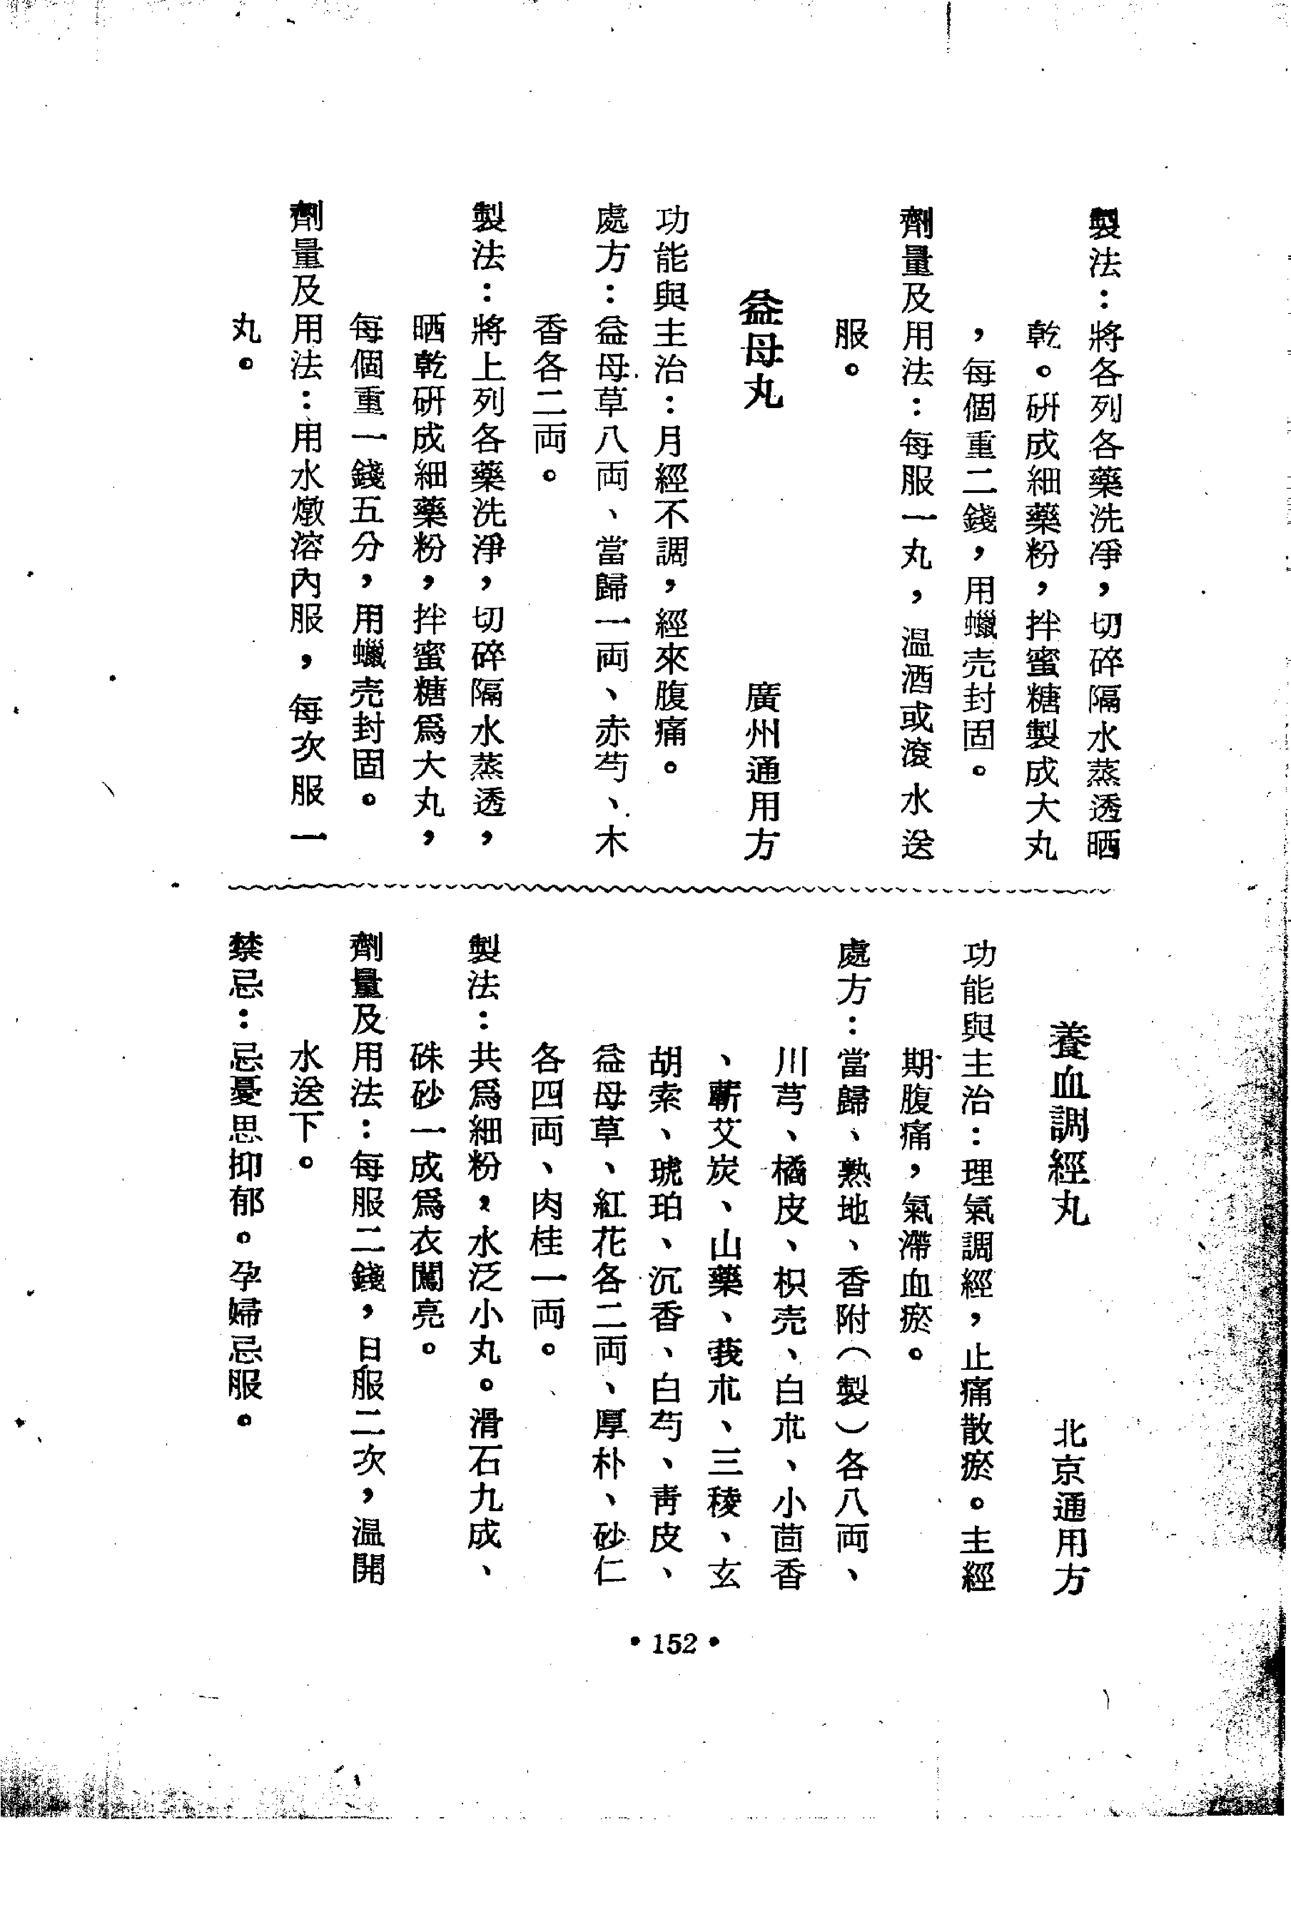 製法：將各列各藥洗凈，切碎隔水蒸透晒
乾。研成細藥粉，拌蜜糖製成大丸
，每個重二錢，用蠟壳封固。
劑量及用法：每服一丸，温酒或滾水送
服。
益母丸　廣州通用方
功能與主治：月經不調，經來腹痛。
處方：益母草八両、當歸一両、赤芍、木
香各二両。
製法：將上列各藥洗淨，切碎隔水蒸透，
晒乾研成細藥粉，拌蜜糖爲大丸，
每個重一錢五分，用蠟壳封固。
劑量及用法：用水燉溶內服，每次服一
丸。
養血調經丸　北京通用方
功能與主治：理氣調經，止痛散瘀。主經
期腹痛，氣滯血瘀。
處方：當歸、熟地、香附（製）各八両、
川芎、橘皮、枳壳、白朮、小茴香
、蘄艾炭、山藥、莪朮、三稜、玄
胡索、琥珀、沉香、白芍、靑皮、
益母草、紅花各二両、厚朴、砂仁
各四両、肉桂一両。
製法：共爲細粉，水泛小丸。滑石九成、
硃砂一成爲衣闖亮。
劑量及用法：每服二錢，日服二次，温開
水送下。
禁忌：忌憂思抑郁。孕婦忌服。
•152•